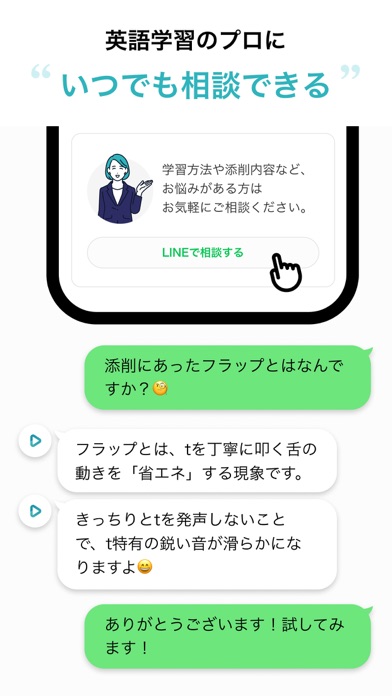 英語学習のプロに
“いつでも相談できる”
学習方法や添削内容など、
お悩みがある方は
お気軽にご相談ください。
LINEで相談する
添削にあったフラップとはなんで
すか？🧐
フラップとは、tを丁寧に叩く舌の
動きを「省エネ」する現象です。
きっちりとtを発声しないこと
で、t特有の鋭い音が滑らかにな
りますよ😄
ありがとうございます！試してみ
ます！